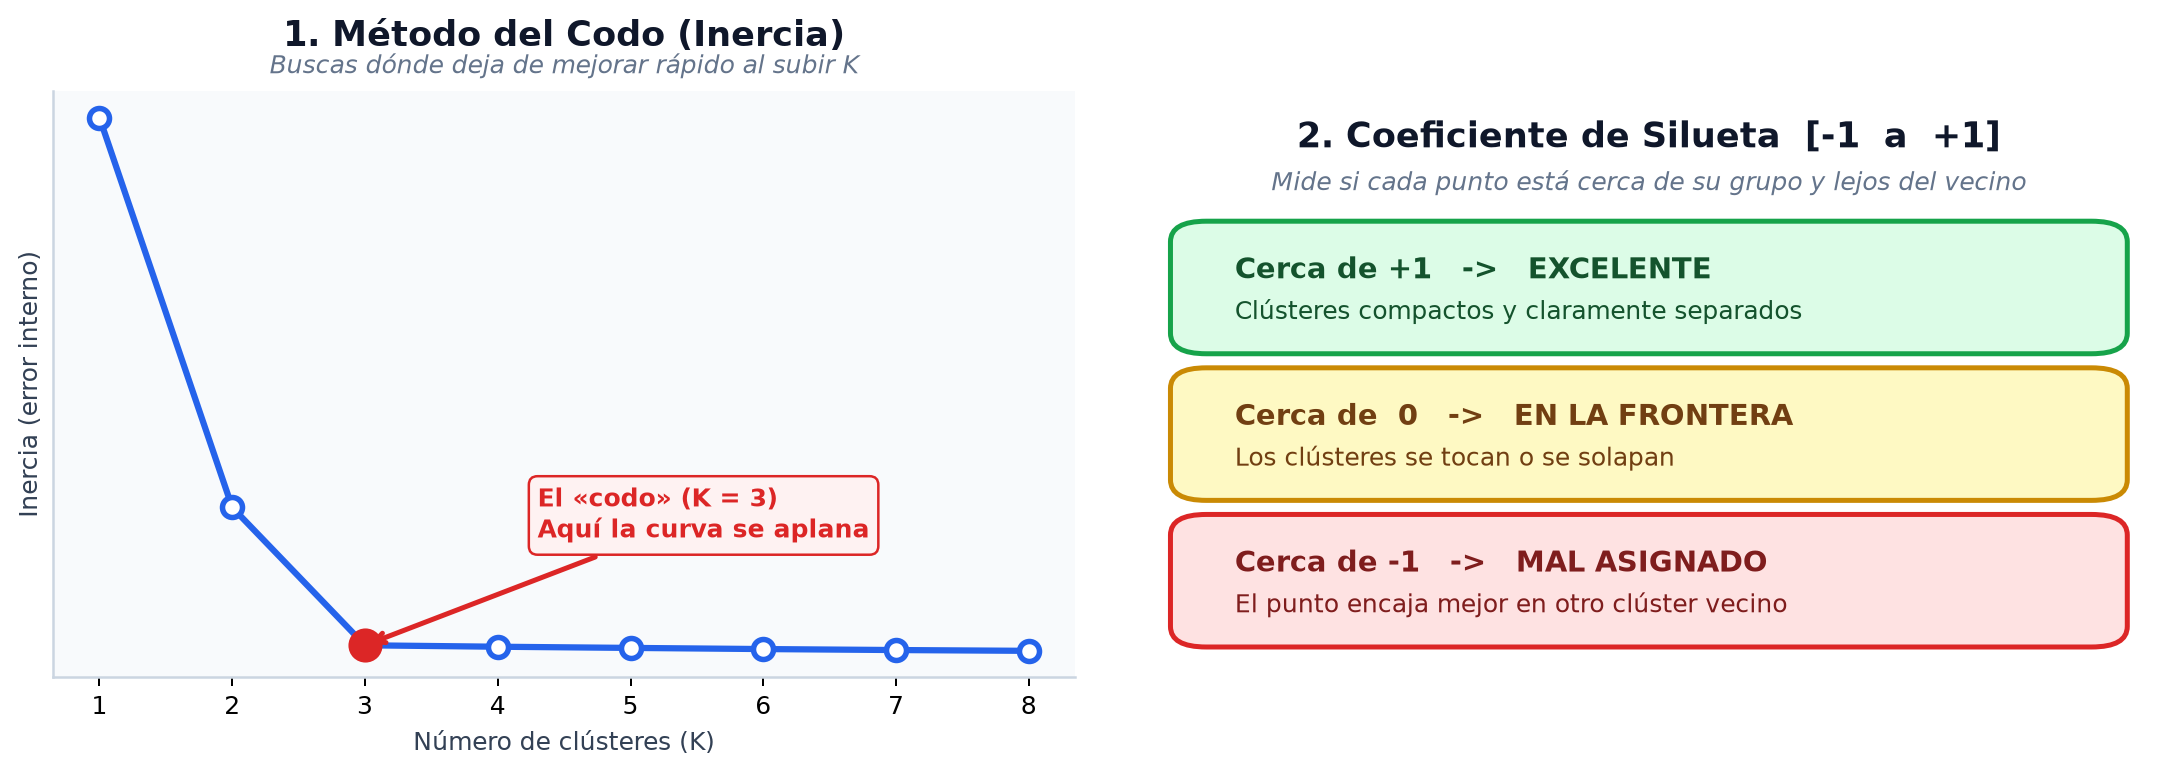 1. Método del Codo (Inercia)
Buscas dónde deja de mejorar rápido al subir K
Inercia (error interno)
El «codo» (K = 3)
Aquí la curva se aplana
1 2 3 4 5 6 7 8
Número de clústeres (K)
2. Coeficiente de Silueta [-1 a +1]
Mide si cada punto está cerca de su grupo y lejos del vecino
Cerca de +1 -> EXCELENTE
Clústeres compactos y claramente separados
Cerca de 0 -> EN LA FRONTERA
Los clústeres se tocan o se solapan
Cerca de -1 -> MAL ASIGNADO
El punto encaja mejor en otro clúster vecino